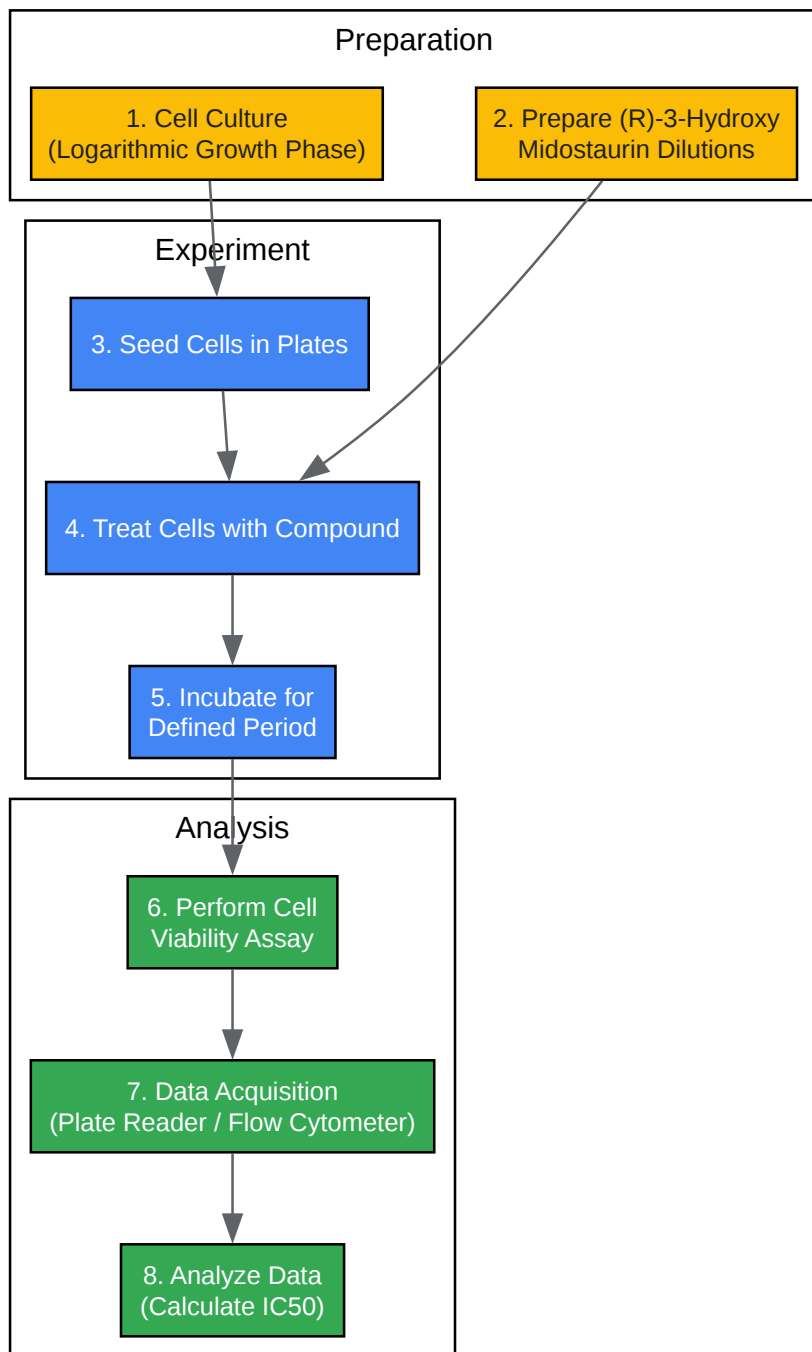 Preparation
1. Cell Culture
(Logarithmic Growth Phase)
2. Prepare (R)-3-Hydroxy
Midostaurin Dilutions
Experiment
3. Seed Cells in Plates
4. Treat Cells with Compound
5. Incubate for
Defined Period
Analysis
6. Perform Cell
Viability Assay
7. Data Acquisition
(Plate Reader / Flow Cytometer)
8. Analyze Data
(Calculate IC50)